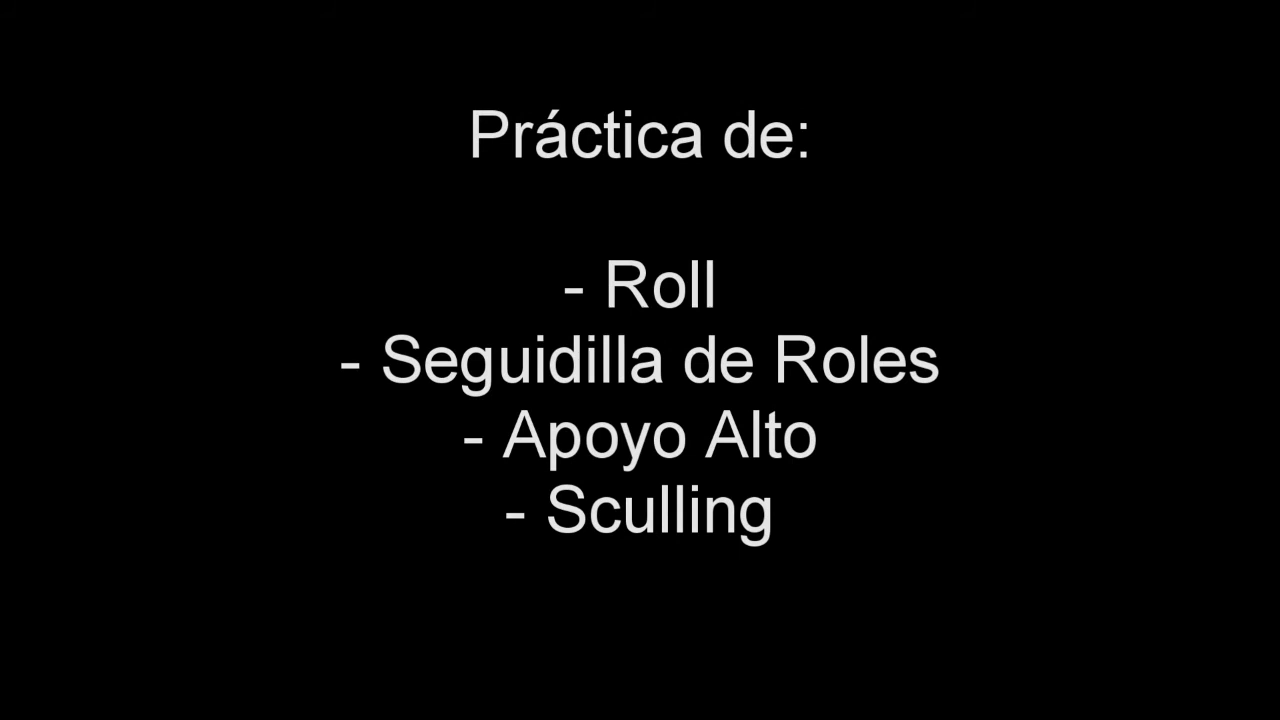 Práctica de:
- Roll
- Seguidilla de Roles
- Apoyo Alto
- Sculling